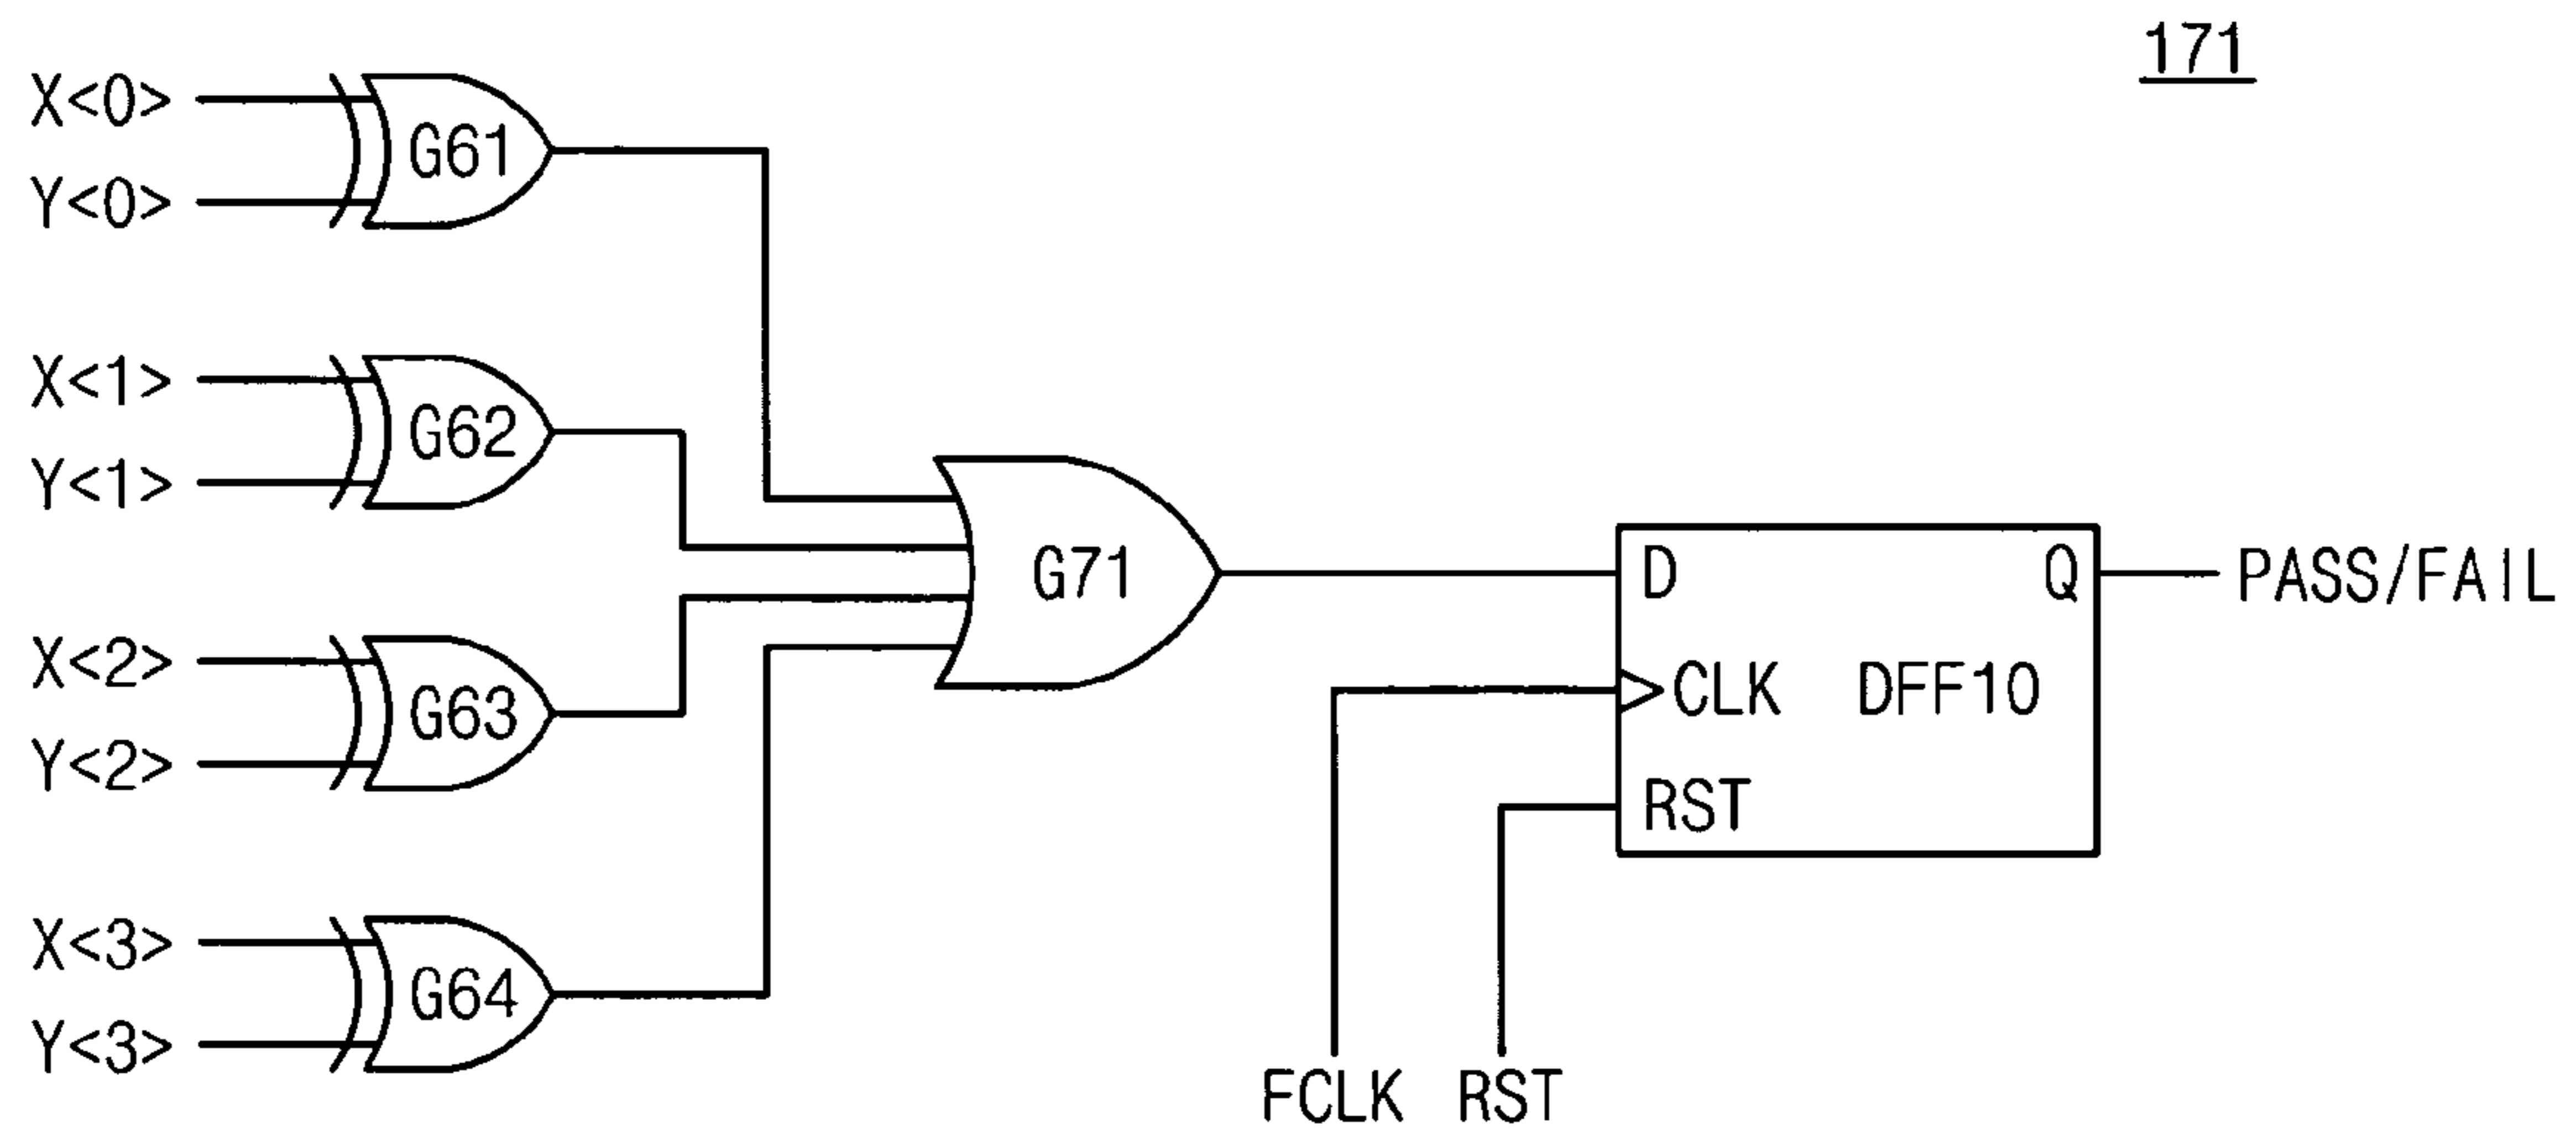 171
X<0>
G61
Y<0>
X<1>
G62
Y<1>
G71
D
Q
PASS/FAIL
X<2>
G63
Y<2>
CLK
DFF10
RST
X<3>
G64
Y<3>
FCLK
RST